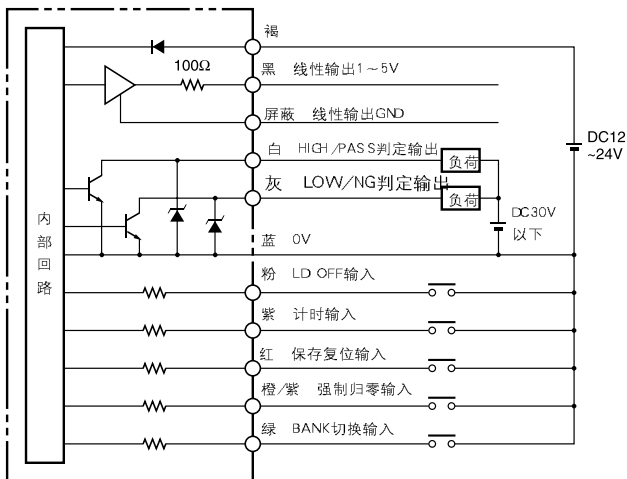 褐
100Ω
黑 线性输出1~5V
屏蔽 线性输出GND
DC12
~24V
白 HIGH/PASS判定输出
负荷
灰 LOW/NG判定输出
负荷
DC30V
以下
内部回路
蓝 0V
粉 LD OFF输入
紫 计时输入
红 保存复位输入
橙/紫 强制归零输入
绿 BANK切换输入